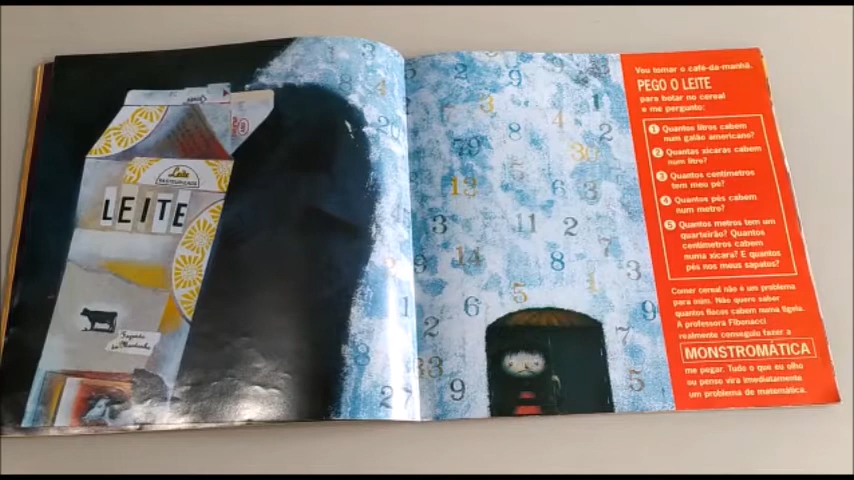 Leite
PASTEURIZADO
LEITE
Fazenda
Vou tomar o café-da-manhã.
PEGO O LEITE
para botar no cereal
e me pergunto:
1 Quantos litros cabem
num galão americano?
2 Quantas xícaras cabem
num litro?
3 Quantos centímetros
tem meu pé?
4 Quantos pés cabem
num metro?
5 Quantos metros tem um
quarteirão? Quantos
centímetros cabem
numa xícara? E quantos
pés nos meus sapatos?
Comer cereal não é um problema
para mim. Não quero saber
quantos flocos cabem numa tigela.
A professora Fibonacci
realmente conseguiu fazer a
MONSTROMÁTICA
me pegar. Tudo o que eu olho
ou penso vira imediatamente
um problema de matemática.